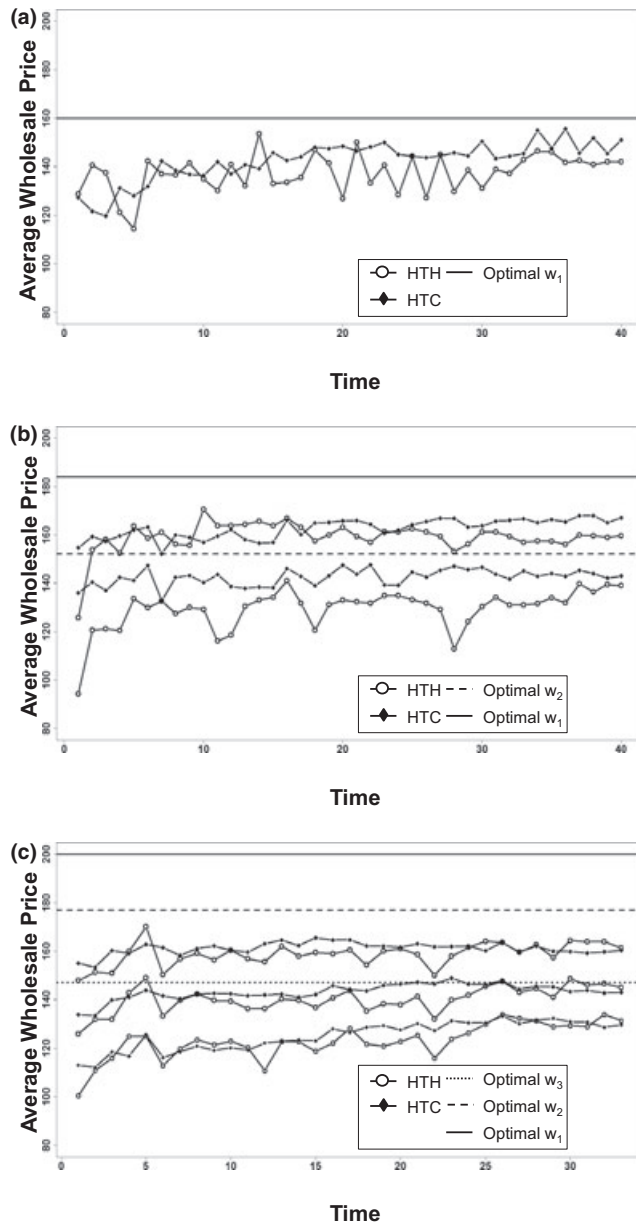 (a)
Average Wholesale Price
200
180
160
140
120
100
80
HTH Optimal w1
HTC
0 10 20 30 40
Time
(b)
Average Wholesale Price
200
180
160
140
120
100
80
HTH Optimal w2
HTC Optimal w1
0 10 20 30 40
Time
(c)
Average Wholesale Price
200
180
160
140
120
100
80
HTH Optimal w3
HTC Optimal w2
Optimal w1
0 5 10 15 20 25 30
Time